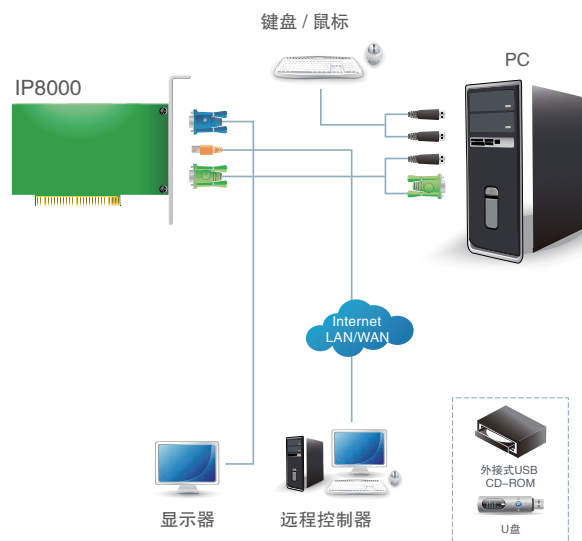 键盘 / 鼠标
PC
IP8000
Internet
LAN/WAN
外接式USB
CD-ROM
U盘
显示器
远程控制器